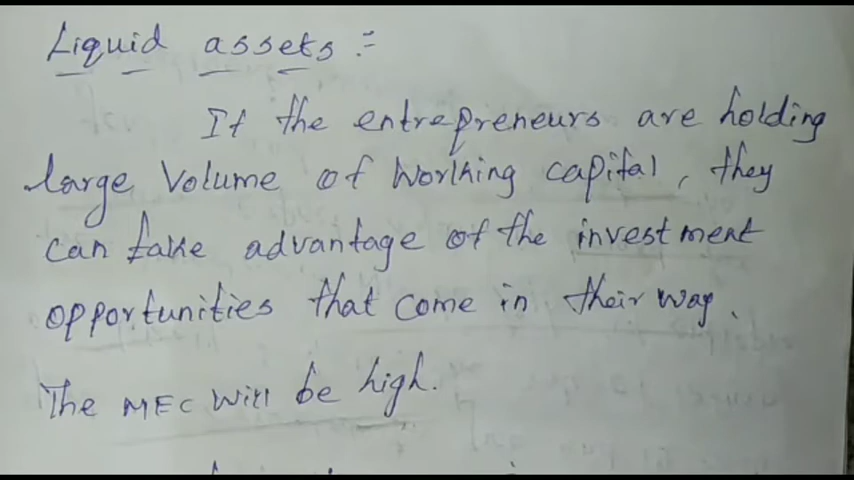 Liquid assets :-
If the entrepreneurs are holding
large volume of working capital, they
can take advantage of the investment
opportunities that come in their way.
The MEC will be high.